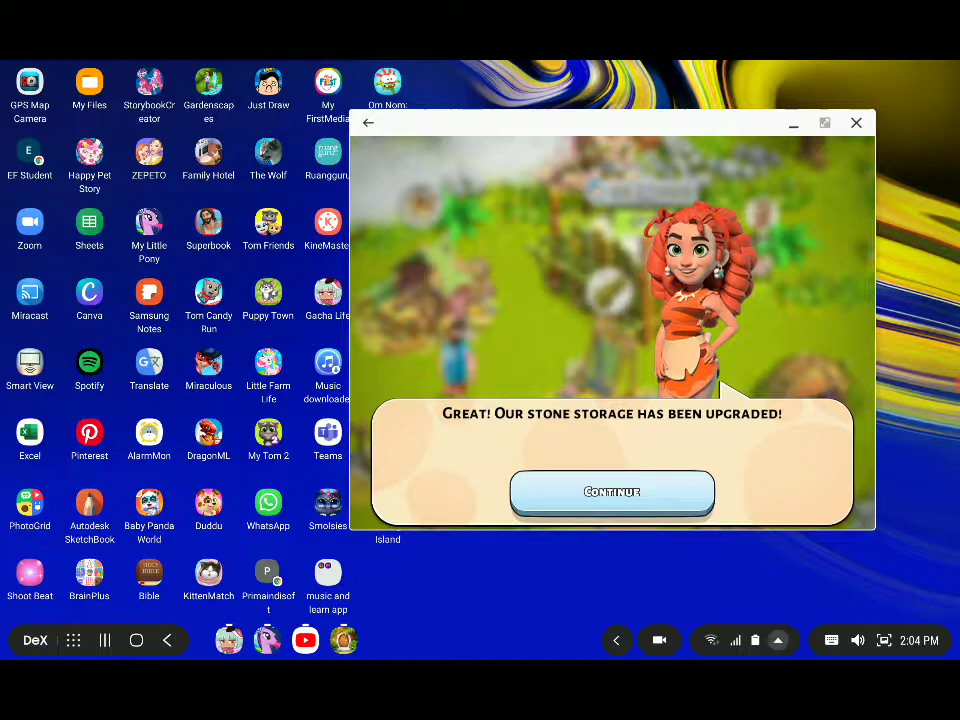 GPS Map
Camera
My Files
StorybookCr
eator
Gardenscap
es
Just Draw
My
FirstMedia
Om Nom:
E
EF Student
Happy Pet
Story
ZEPETO
Family Hotel
The Wolf
ruang
guru
Ruangguru
Zoom
Sheets
My Little
Pony
Superbook
Tom Friends
KineMaste
Miracast
Canva
Samsung
Notes
Tom Candy
Run
Puppy Town
Gacha Life
Smart View
Spotify
Translate
Miraculous
Little Farm
Life
Music
downloade
Excel
Pinterest
AlarmMon
DragonML
My Tom 2
Teams
PhotoGrid
Autodesk
SketchBook
Baby Panda
World
Duddu
WhatsApp
Smolsies
Island
Shoot Beat
BrainPlus
HOLY
BIBLE
Bible
KittenMatch
P
Primaindisof
t
music and
learn app
Great! Our stone storage has been upgraded!
Continue
DeX
2:04 PM